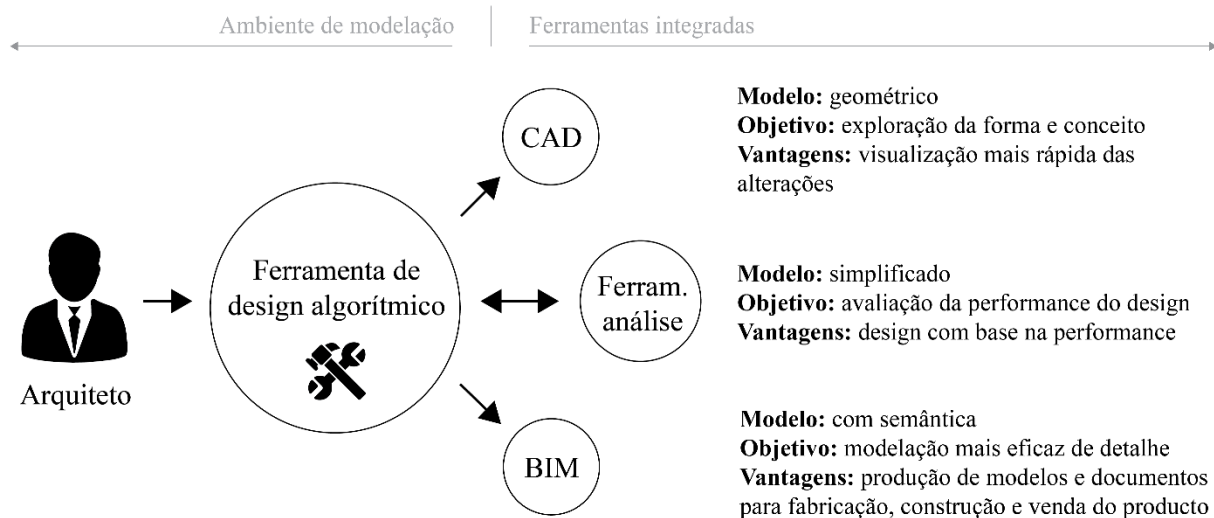 Ambiente de modelação
Ferramentas integradas
CAD
Modelo: geométrico
Objetivo: exploração da forma e conceito
Vantagens: visualização mais rápida das
alterações
Arquiteto
Ferramenta de
design algorítmico
Ferram.
análise
Modelo: simplificado
Objetivo: avaliação da performance do design
Vantagens: design com base na performance
BIM
Modelo: com semântica
Objetivo: modelação mais eficaz de detalhe
Vantagens: produção de modelos e documentos
para fabricação, construção e venda do producto